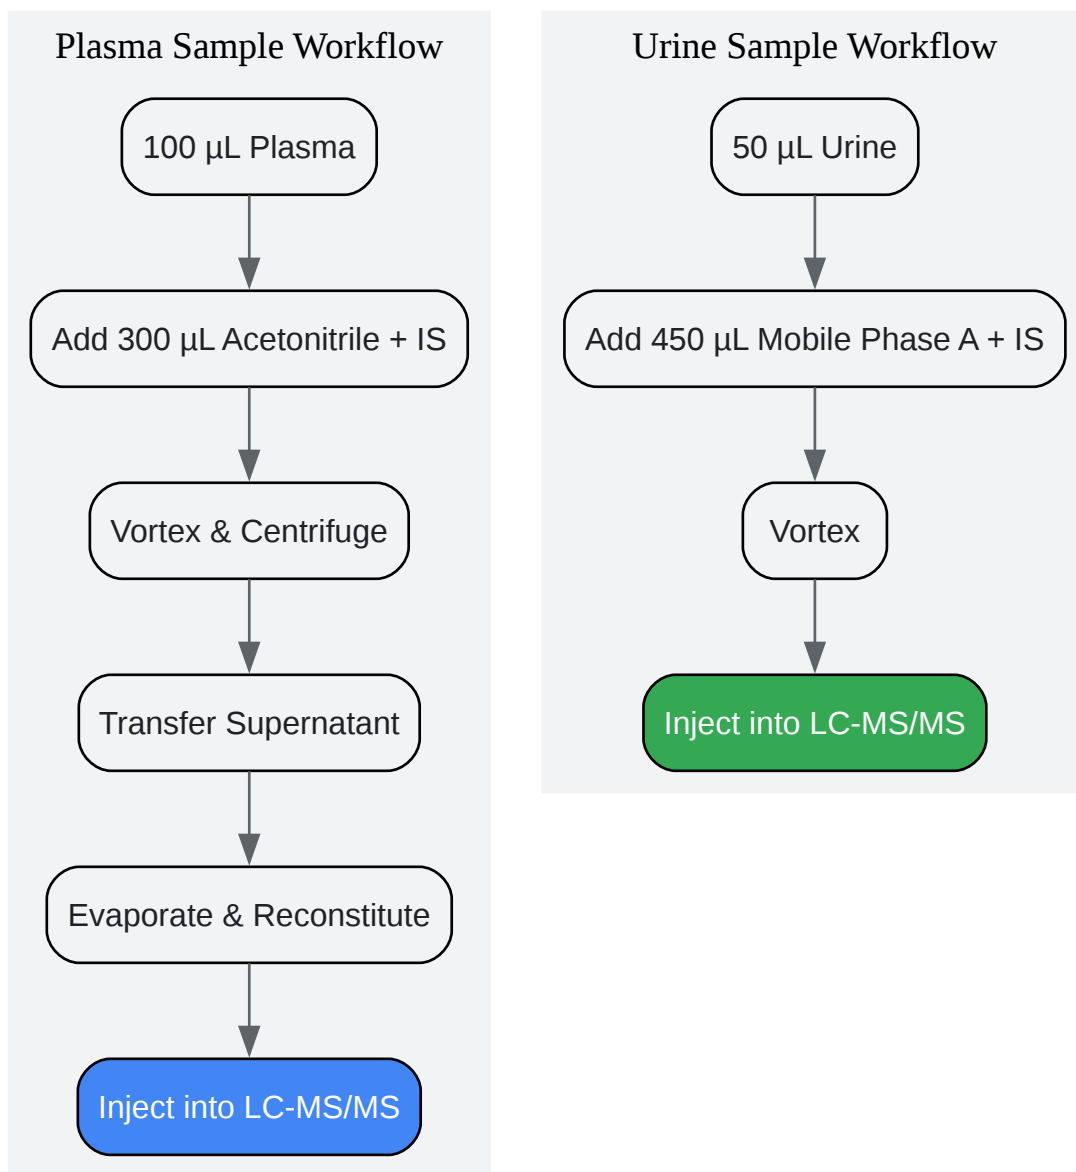 Plasma Sample Workflow
100 µL Plasma
Add 300 µL Acetonitrile + IS
Vortex & Centrifuge
Transfer Supernatant
Evaporate & Reconstitute
Inject into LC-MS/MS
Urine Sample Workflow
50 µL Urine
Add 450 µL Mobile Phase A + IS
Vortex
Inject into LC-MS/MS